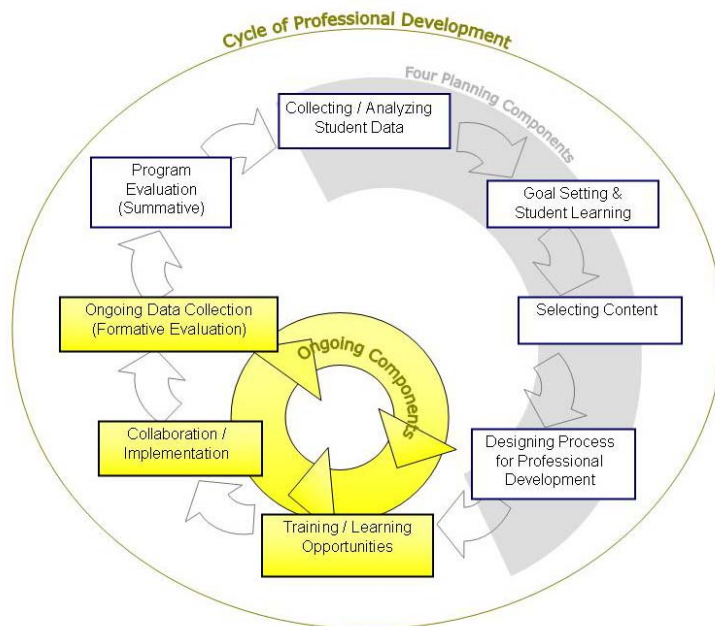 Cycle of Professional Development
Four Planning Components
Collecting / Analyzing
Student Data
Goal Setting &
Student Learning
Selecting Content
Designing Process
for Professional
Development
Training / Learning
Opportunities
Collaboration /
Implementation
Ongoing Data Collection
(Formative Evaluation)
Program
Evaluation
(Summative)
Ongoing Components